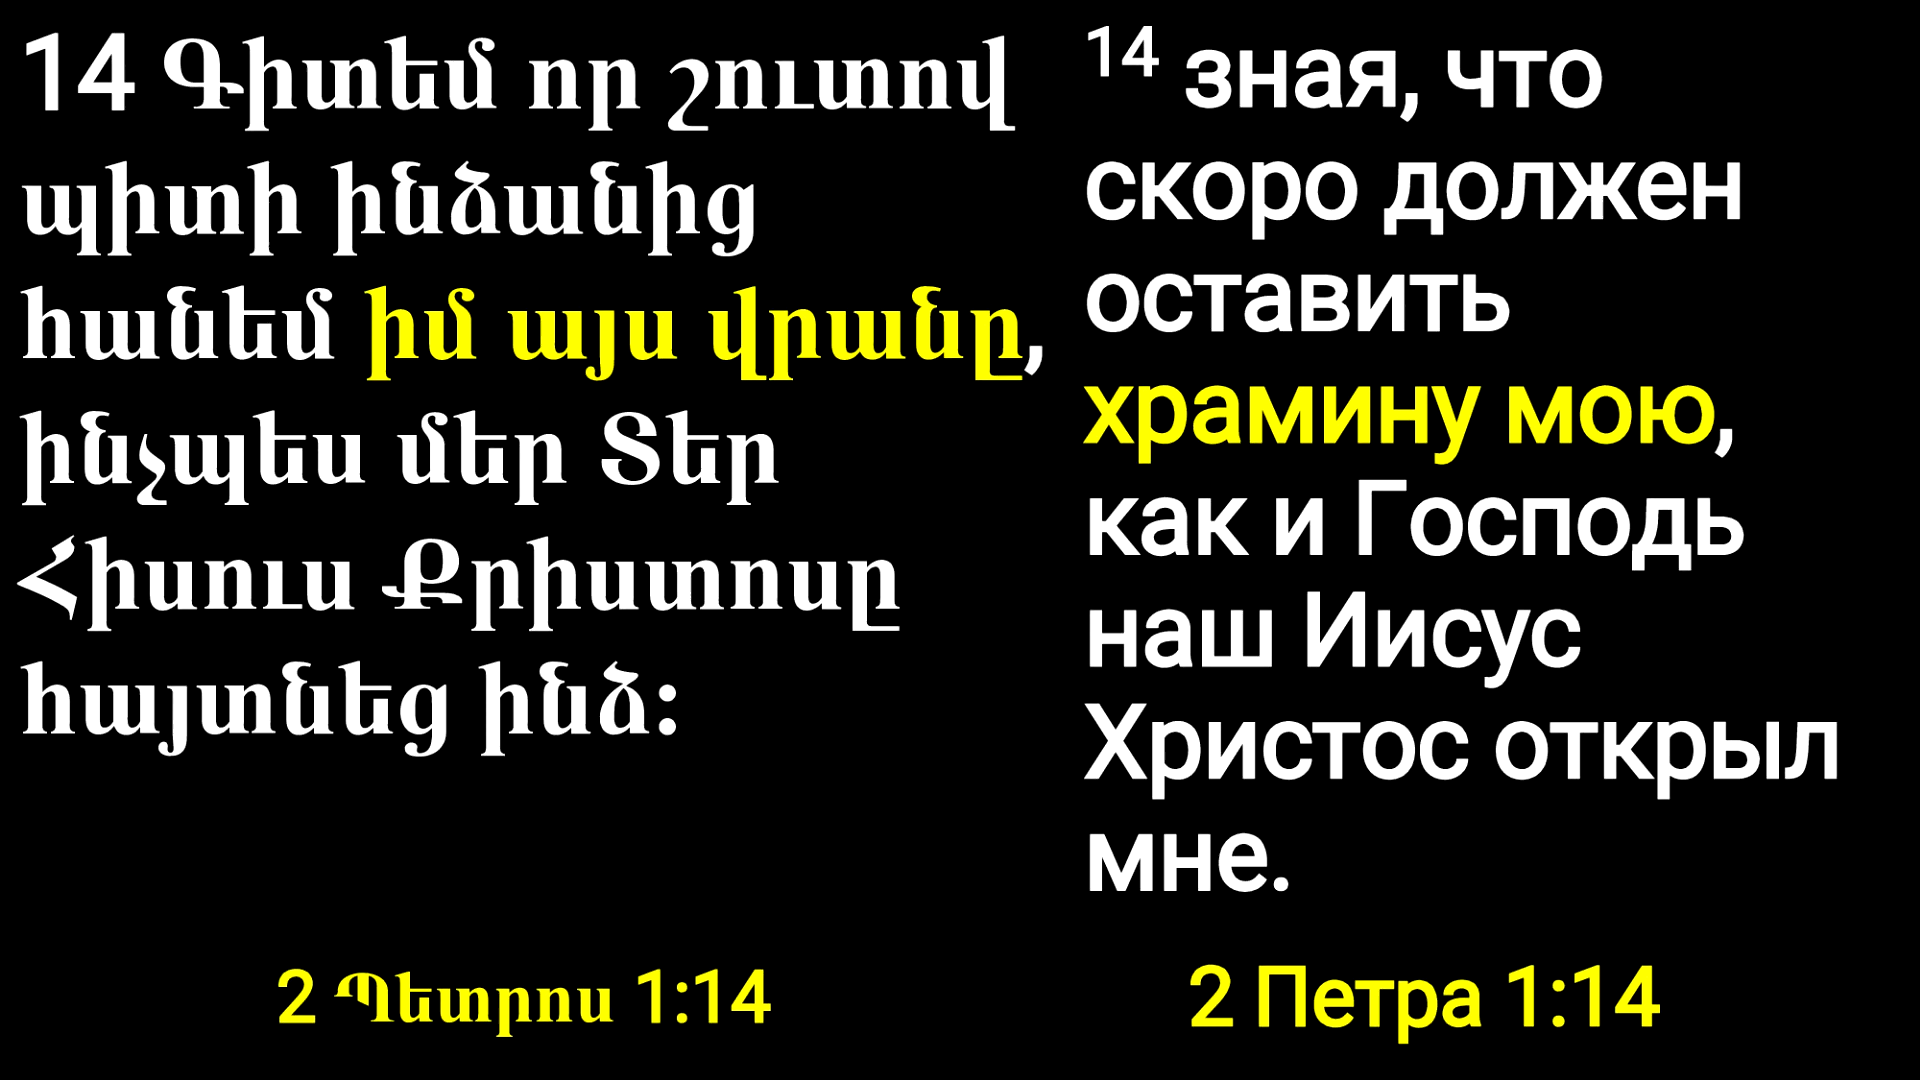 14 Գիտեմ որ շուտով
պիտի ինձանից
հանեմ իմ այս վրանը,
ինչպես մեր Տեր
Հիսուս Քրիստոսը
հայտնեց ինձ:
2 Պետրոս 1:14
14 зная, что
скоро должен
оставить
храмину мою,
как и Господь
наш Иисус
Христос открыл
мне.
2 Петра 1:14